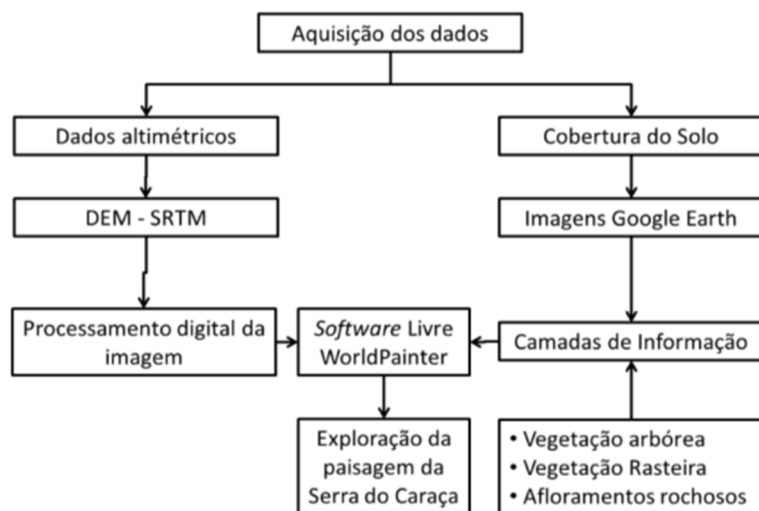 Aquisição dos dados
Dados altimétricos
Cobertura do Solo
DEM - SRTM
Imagens Google Earth
Processamento digital da
imagem
Software Livre
WorldPainter
Camadas de Informação
Exploração da
paisagem da
Serra do Caraça
• Vegetação arbórea
• Vegetação Rasteira
• Afloramentos rochosos